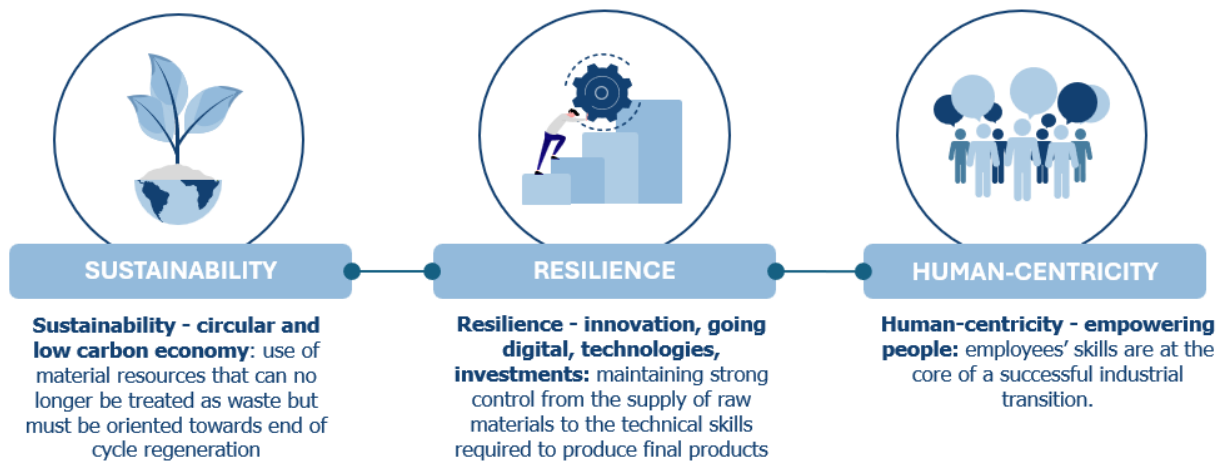 SUSTAINABILITY
Sustainability - circular and
low carbon economy: use of
material resources that can no
longer be treated as waste but
must be oriented towards end of
cycle regeneration
RESILIENCE
Resilience - innovation, going
digital, technologies,
investments: maintaining strong
control from the supply of raw
materials to the technical skills
required to produce final products
HUMAN-CENTRICITY
Human-centricity - empowering
people: employees’ skills are at the
core of a successful industrial
transition.